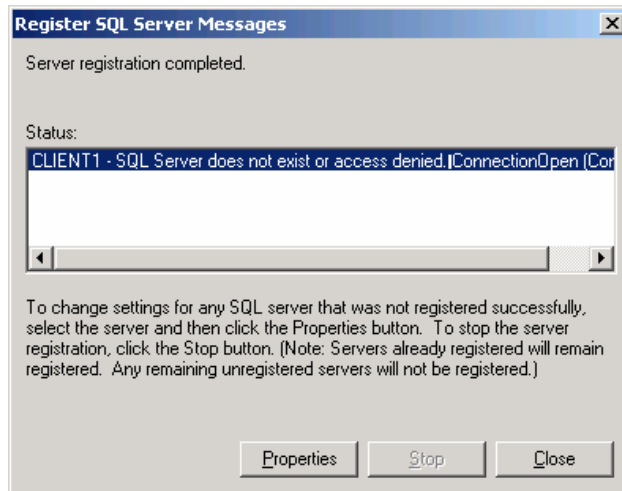 Register SQL Server Messages
Server registration completed.
Status:
CLIENT1 - SQL Server does not exist or access denied.|ConnectionOpen (Con
To change settings for any SQL server that was not registered successfully,
select the server and then click the Properties button. To stop the server
registration, click the Stop button. (Note: Servers already registered will remain
registered. Any remaining unregistered servers will not be registered.)
Properties Stop Close